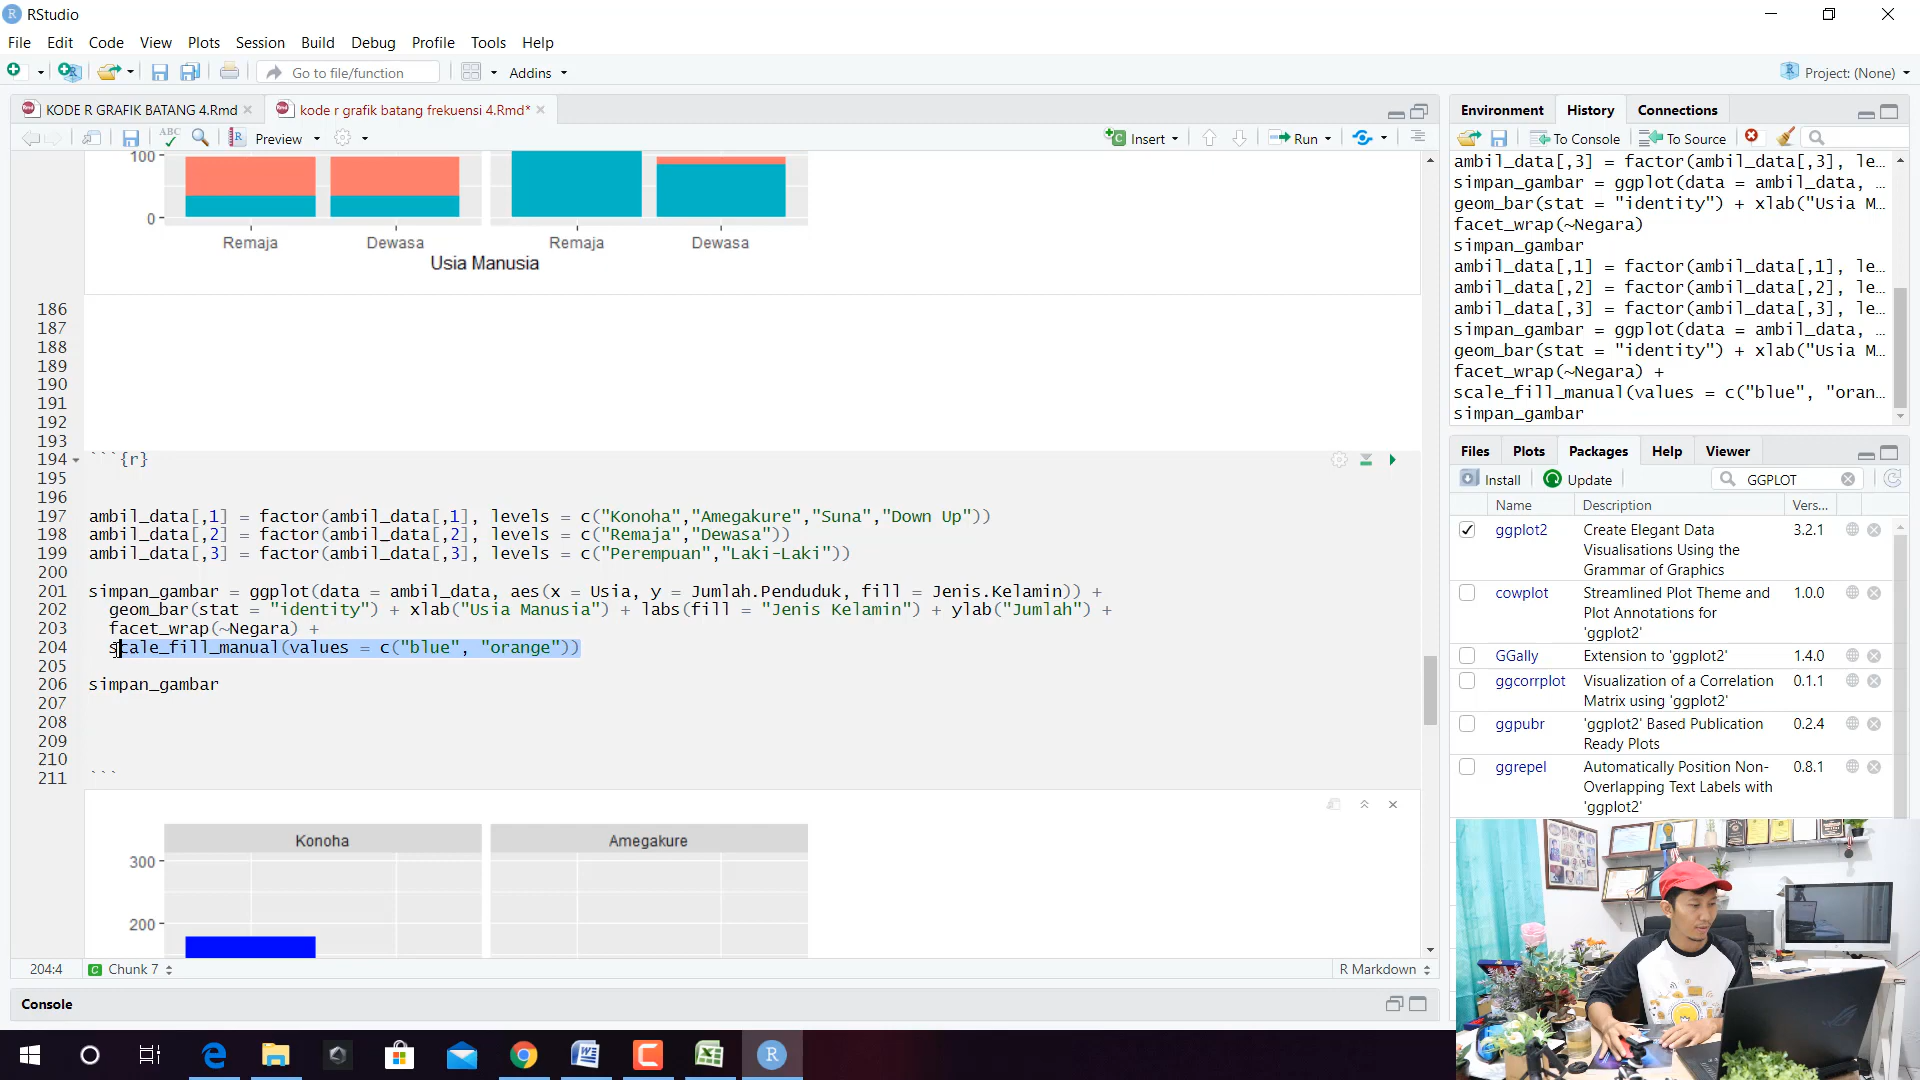 RStudio
File Edit Code View Plots Session Build Debug Profile Tools Help
Go to file/function Addins Project: (None)
KODE R GRAFIK BATANG 4.Rmd kode r grafik batang frekuensi 4.Rmd*
ABC Preview Insert Run
100
0
Remaja Dewasa Remaja Dewasa
Usia Manusia
186
187
188
189
190
191
192
193
194 ```{r}
195
196
197 ambil_data[,1] = factor(ambil_data[,1], levels = c("Konoha","Amegakure","Suna","Down Up"))
198 ambil_data[,2] = factor(ambil_data[,2], levels = c("Remaja","Dewasa"))
199 ambil_data[,3] = factor(ambil_data[,3], levels = c("Perempuan","Laki-Laki"))
200
201 simpan_gambar = ggplot(data = ambil_data, aes(x = Usia, y = Jumlah.Penduduk, fill = Jenis.Kelamin)) +
202 geom_bar(stat = "identity") + xlab("Usia Manusia") + labs(fill = "Jenis Kelamin") + ylab("Jumlah") +
203 facet_wrap(~Negara) +
204 scale_fill_manual(values = c("blue", "orange"))
205
206 simpan_gambar
207
208
209
210
211 ```
Konoha Amegakure
300
200
204:4 Chunk 7 R Markdown
Console
Environment History Connections
To Console To Source
ambil_data[,3] = factor(ambil_data[,3], le…
simpan_gambar = ggplot(data = ambil_data, …
geom_bar(stat = "identity") + xlab("Usia M…
facet_wrap(~Negara)
simpan_gambar
ambil_data[,1] = factor(ambil_data[,1], le…
ambil_data[,2] = factor(ambil_data[,2], le…
ambil_data[,3] = factor(ambil_data[,3], le…
simpan_gambar = ggplot(data = ambil_data, …
geom_bar(stat = "identity") + xlab("Usia M…
facet_wrap(~Negara) +
scale_fill_manual(values = c("blue", "oran…
simpan_gambar
Files Plots Packages Help Viewer
Install Update GGPLOT
Name Description Vers...
ggplot2 Create Elegant Data 3.2.1
Visualisations Using the
Grammar of Graphics
cowplot Streamlined Plot Theme and 1.0.0
Plot Annotations for
'ggplot2'
GGally Extension to 'ggplot2' 1.4.0
ggcorrplot Visualization of a Correlation 0.1.1
Matrix using 'ggplot2'
ggpubr 'ggplot2' Based Publication 0.2.4
Ready Plots
ggrepel Automatically Position Non- 0.8.1
Overlapping Text Labels with
'ggplot2'